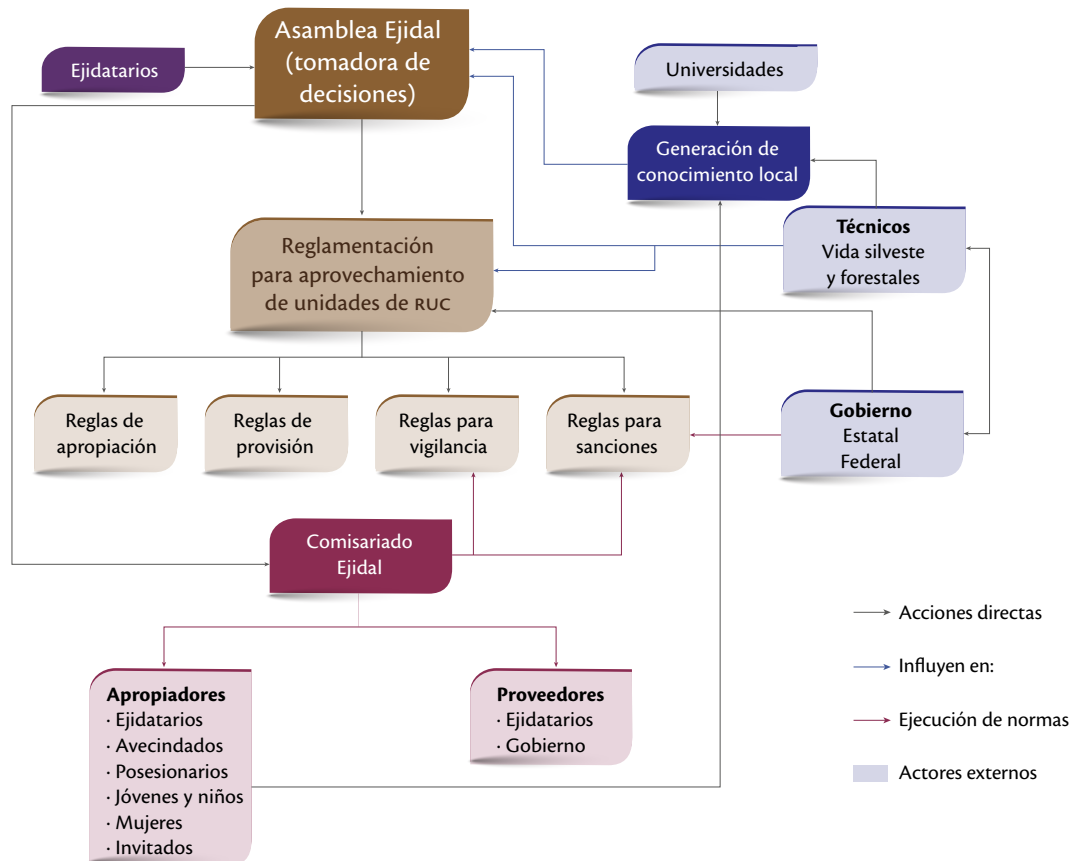 Asamblea Ejidal
(tomadora de
decisiones)
Ejidatarios
Universidades
Generación de
conocimiento local
Técnicos
Vida silveste
y forestales
Reglamentación
para aprovechamiento
de unidades de RUC
Reglas de
apropiación
Reglas de
provisión
Reglas para
vigilancia
Reglas para
sanciones
Gobierno
Estatal
Federal
Comisariado
Ejidal
Apropiadores
· Ejidatarios
· Avecindados
· Posesionarios
· Jóvenes y niños
· Mujeres
· Invitados
Proveedores
· Ejidatarios
· Gobierno
Acciones directas
Influyen en:
Ejecución de normas
Actores externos